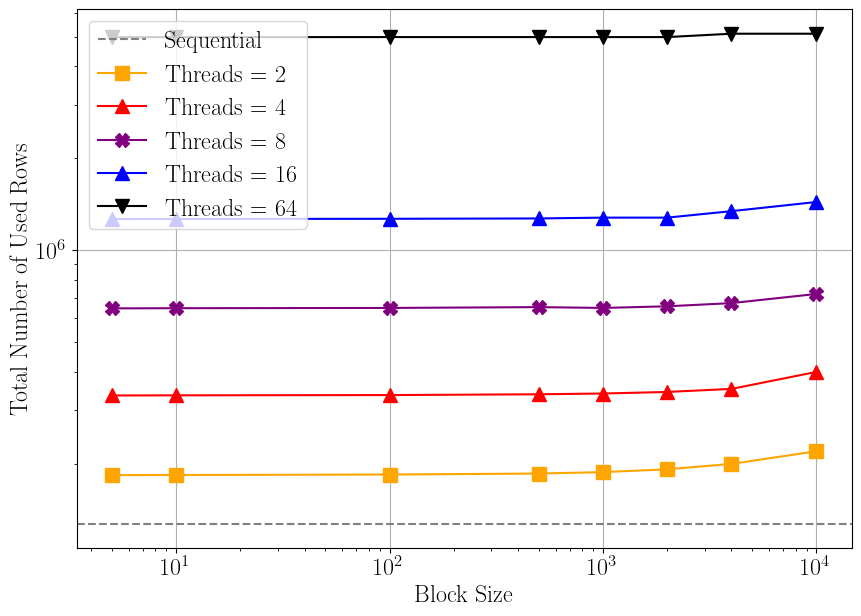 Sequential
Threads = 2
Threads = 4
Threads = 8
Threads = 16
Threads = 64
Total Number of Used Rows
10^6
10^1
10^2
10^3
10^4
Block Size